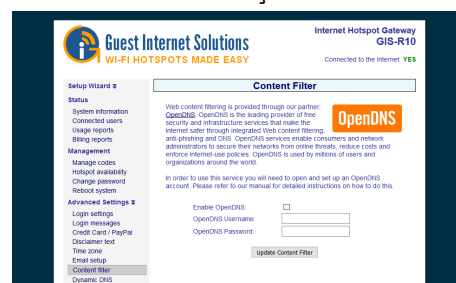 Guest Internet Solutions
WI-FI HOTSPOTS MADE EASY
Internet Hotspot Gateway
GIS-R10
Connected to the Internet: YES
Setup Wizard
Status
System information
Connected users
Usage reports
Billing reports
Management
Manage codes
Hotspot availability
Change password
Reboot system
Advanced Settings
Login settings
Login messages
Credit Card / PayPal
Disclaimer text
Time zone
Email setup
Content filter
Dynamic DNS
Content Filter
Web content filtering is provided through our partner,
OpenDNS. OpenDNS is the leading provider of free
security and infrastructure services that make the
Internet safer through integrated Web content filtering,
anti-phishing and DNS. OpenDNS services enable consumers and network
administrators to secure their networks from online threats, reduce costs and
enforce Internet-use policies. OpenDNS is used by millions of users and
organizations around the world.
OpenDNS
In order to use this service you will need to open and set up an OpenDNS
account. Please refer to our manual for detailed instructions on how to do this.
Enable OpenDNS:
OpenDNS Username:
OpenDNS Password:
Update Content Filter